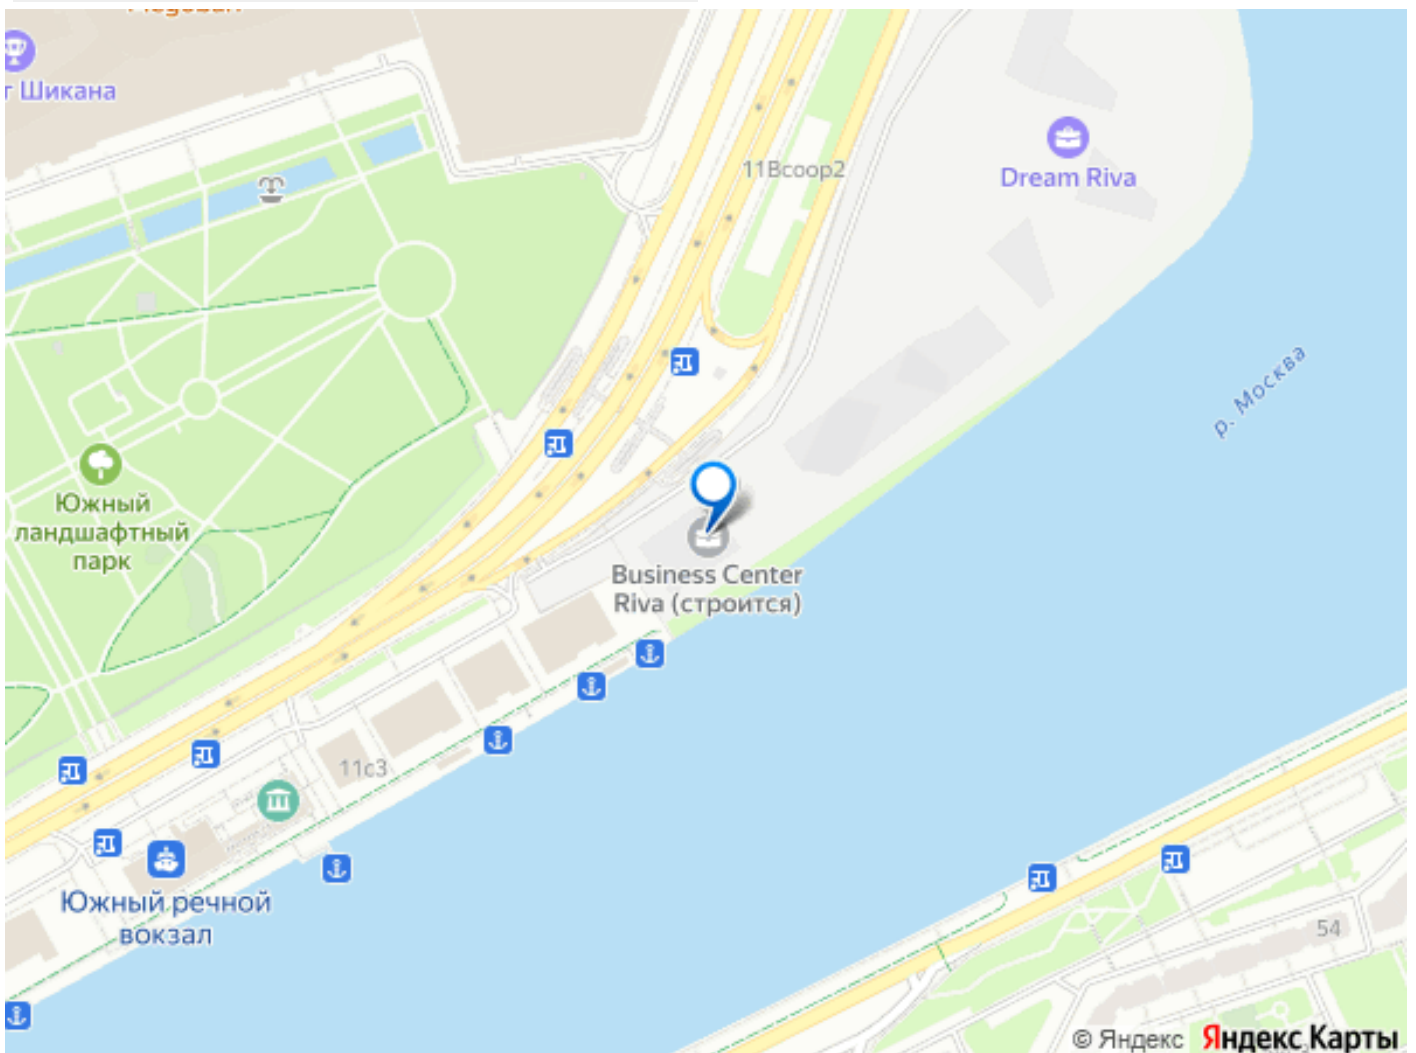 г Шикана
11Всоор2
Dream Riva
р. Москва
Южный
ландшафтный
парк
Business Center
Riva (строится)
11с3
Южный речной
вокзал
54
© Яндекс Яндекс Карты